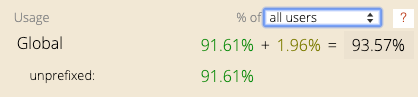 Usage % of all users ?
Global 91.61% + 1.96% = 93.57%
unprefixed: 91.61%